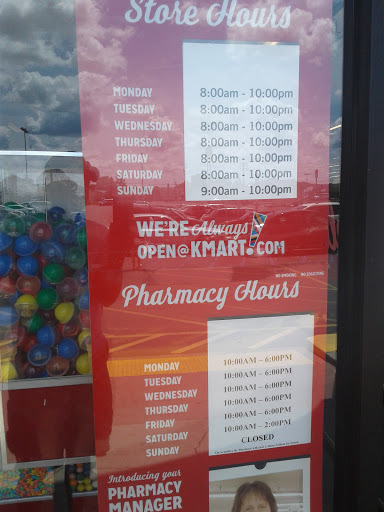 Store Hours
MONDAY 8:00am - 10:00pm
TUESDAY 8:00am - 10:00pm
WEDNESDAY 8:00am - 10:00pm
THURSDAY 8:00am - 10:00pm
FRIDAY 8:00am - 10:00pm
SATURDAY 8:00am - 10:00pm
SUNDAY 9:00am - 10:00pm
WE'RE Always
OPEN@KMART.COM
NO SMOKING NO SOLICITING
Pharmacy Hours
MONDAY 10:00AM – 6:00PM
TUESDAY 10:00AM – 6:00PM
WEDNESDAY 10:00AM – 6:00PM
THURSDAY 10:00AM – 6:00PM
FRIDAY 10:00AM – 6:00PM
SATURDAY 10:00AM – 2:00PM
SUNDAY CLOSED
Introducing your
PHARMACY
MANAGER